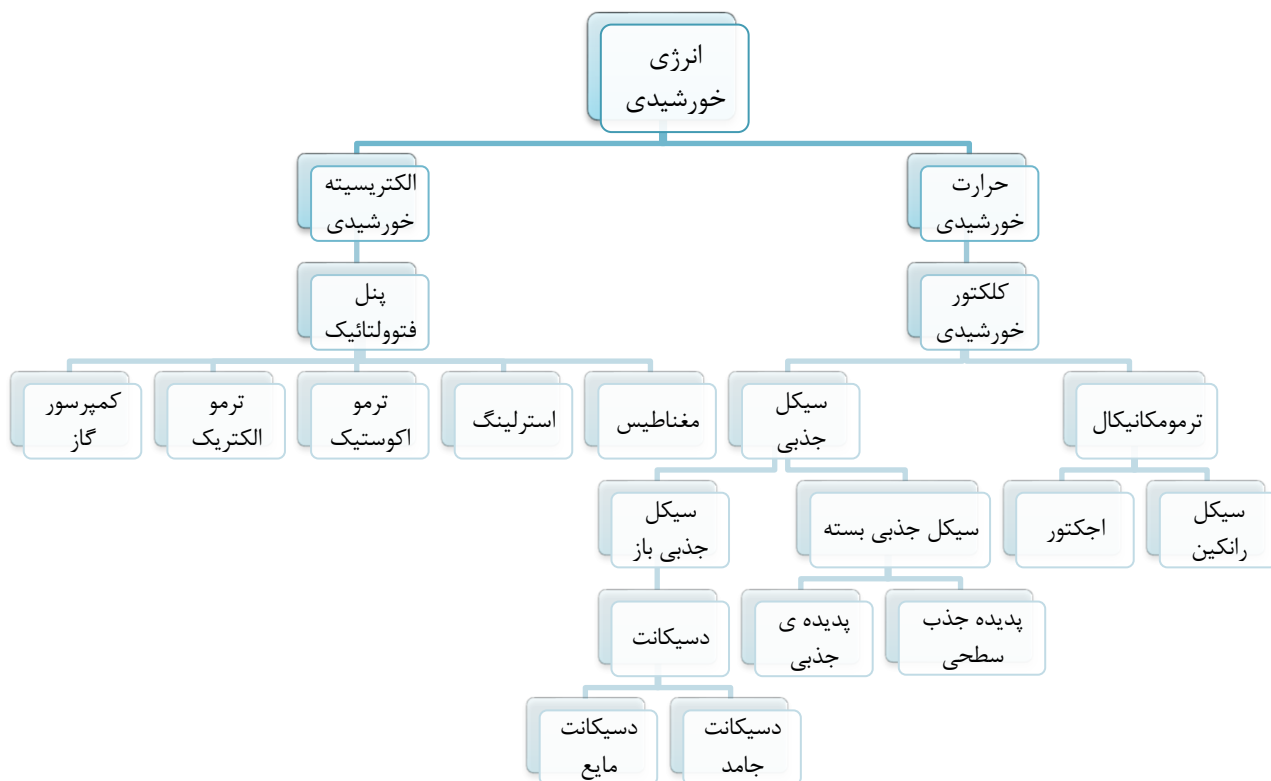 انرژی
خورشیدی
حرارت
خورشیدی
الکتریسیته
خورشیدی
کلکتور
خورشیدی
پنل
فتوولتائیک
ترمومکانیکال
سیکل
جذبی
مغناطیس
استرلینگ
ترمو
اکوستیک
ترمو
الکتریک
کمپرسور
گاز
سیکل
رانکین
اجکتور
سیکل جذبی بسته
سیکل
جذبی باز
پدیده جذب
سطحی
پدیده ی
جذبی
دسیکانت
دسیکانت
جامد
دسیکانت
مایع